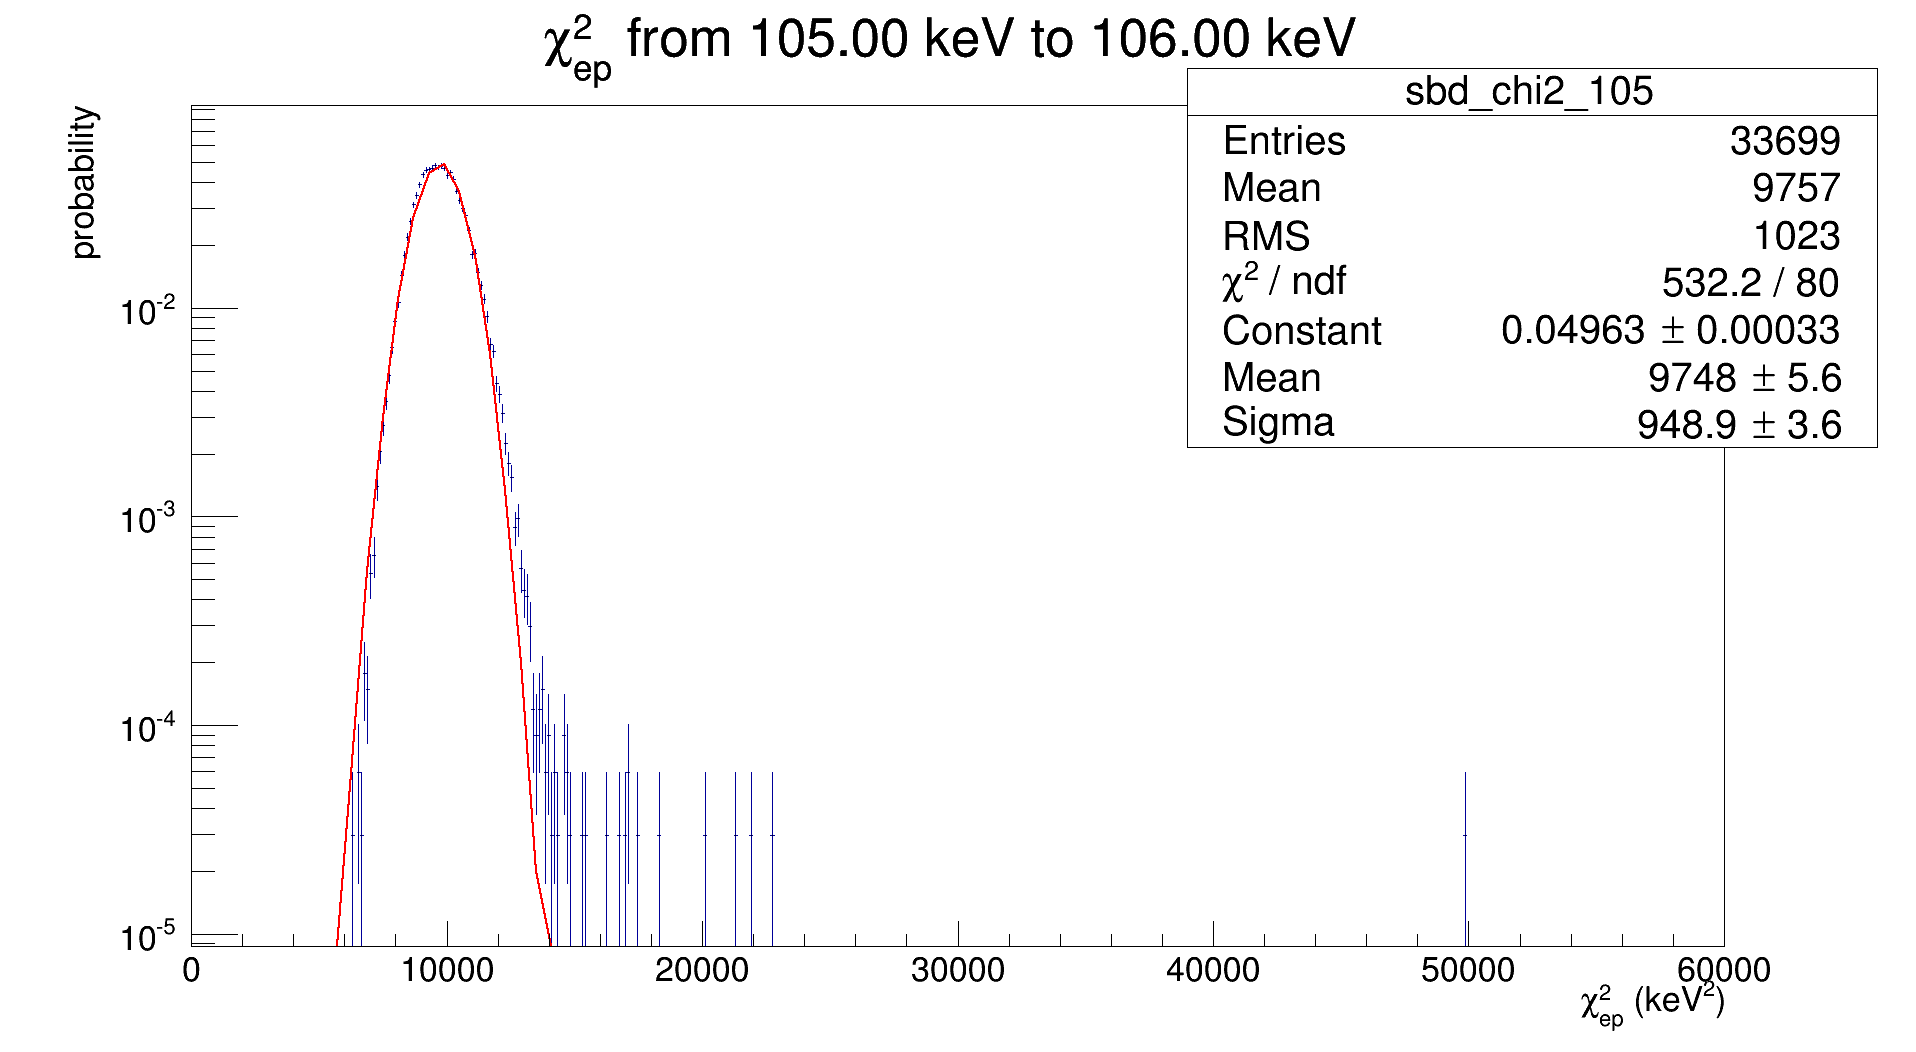 χ²ep from 105.00 keV to 106.00 keV
probability
sbd_chi2_105
Entries 33699
Mean 9757
RMS 1023
χ² / ndf 532.2 / 80
Constant 0.04963 ± 0.00033
Mean 9748 ± 5.6
Sigma 948.9 ± 3.6
10⁻²
10⁻³
10⁻⁴
10⁻⁵
0 10000 20000 30000 40000 50000 60000
χ²ep (keV²)